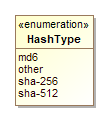 «enumeration»
HashType
md6
other
sha-256
sha-512